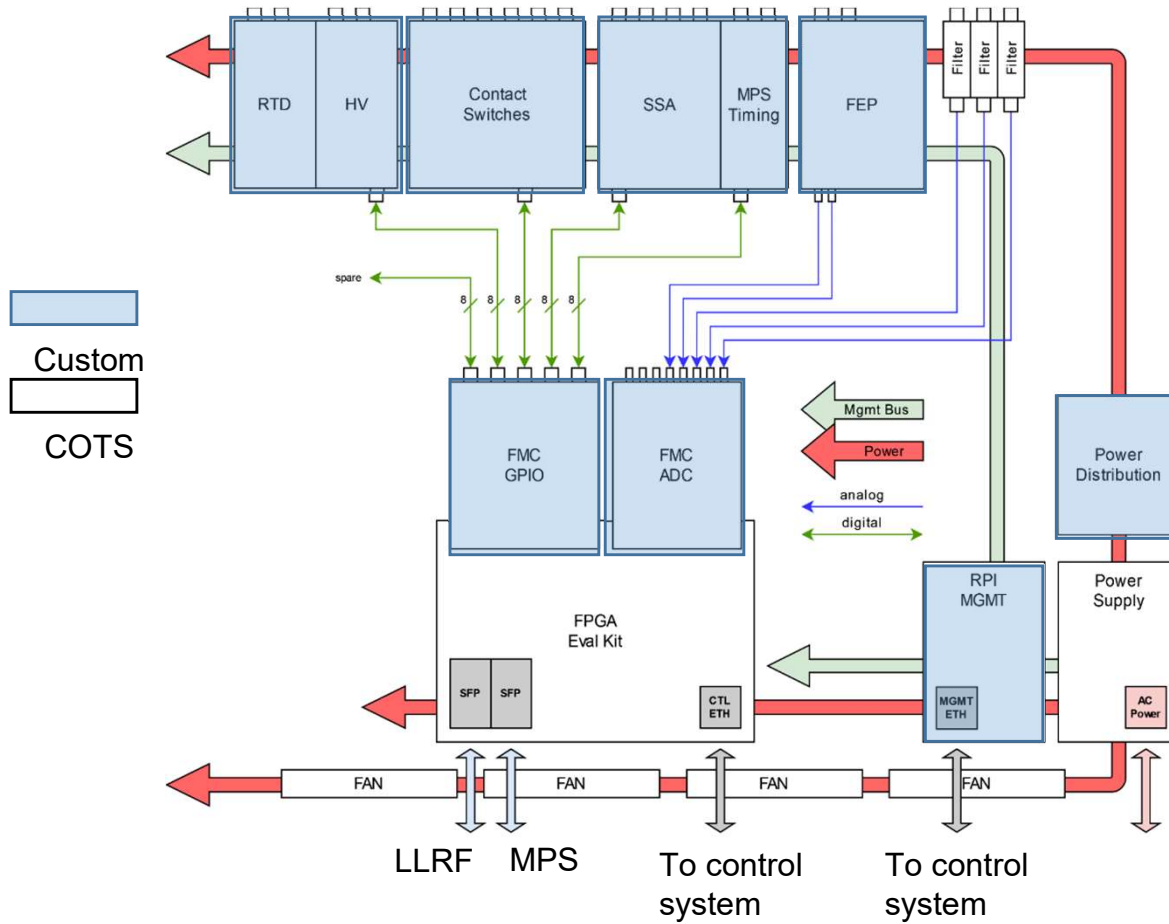 RTD
HV
Contact
Switches
SSA
MPS
Timing
FEP
Filter
Filter
Filter
spare
8
8
8
8
8
Custom
COTS
FMC
GPIO
FMC
ADC
Mgmt Bus
Power
analog
digital
Power
Distribution
FPGA
Eval Kit
RPI
MGMT
Power
Supply
SFP
SFP
CTL
ETH
MGMT
ETH
AC
Power
FAN
FAN
FAN
FAN
LLRF
MPS
To control
system
To control
system